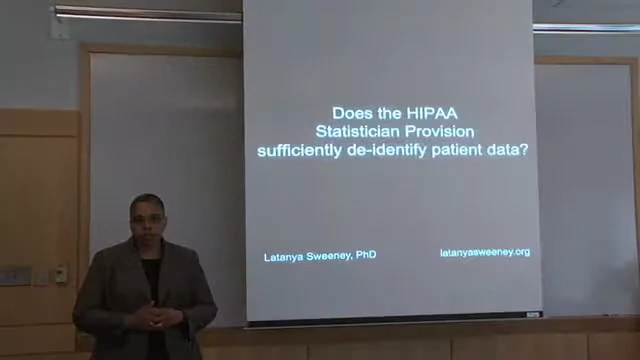 Does the HIPAA
Statistician Provision
sufficiently de-identify patient data?
Latanya Sweeney, PhD
latanyasweeney.org